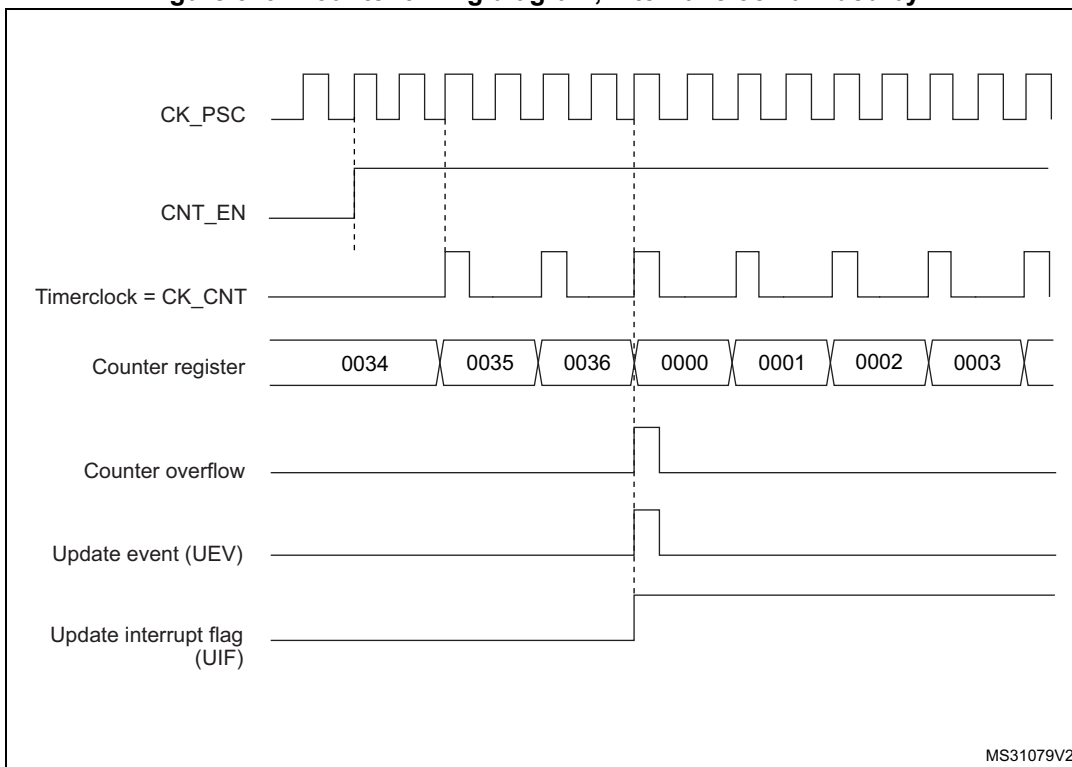 CK_PSC
CNT_EN
Timerclock = CK_CNT
Counter register 0034 0035 0036 0000 0001 0002 0003
Counter overflow
Update event (UEV)
Update interrupt flag
(UIF)
MS31079V2